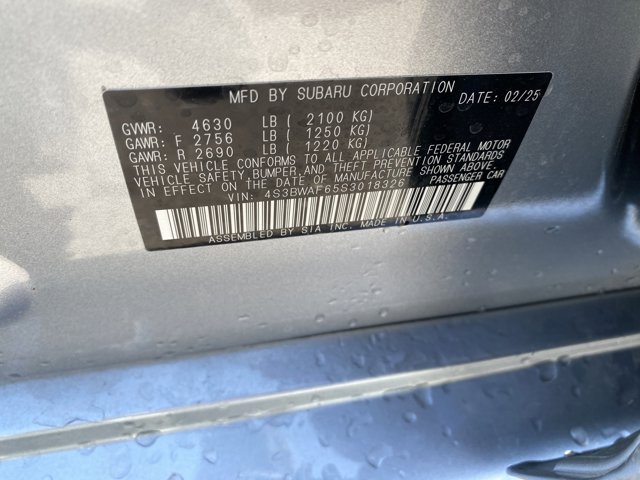 MFD BY SUBARU CORPORATION DATE: 02/25
GVWR: 4630 LB ( 2100 KG)
GAWR: F 2756 LB ( 1250 KG)
GAWR: R 2690 LB ( 1220 KG)
THIS VEHICLE CONFORMS TO ALL APPLICABLE FEDERAL MOTOR
VEHICLE SAFETY, BUMPER, AND THEFT PREVENTION STANDARDS
IN EFFECT ON THE DATE OF MANUFACTURE SHOWN ABOVE.
VIN: 4S3BWAF65S3018326 PASSENGER CAR
ASSEMBLED BY SIA INC. MADE IN U.S.A.